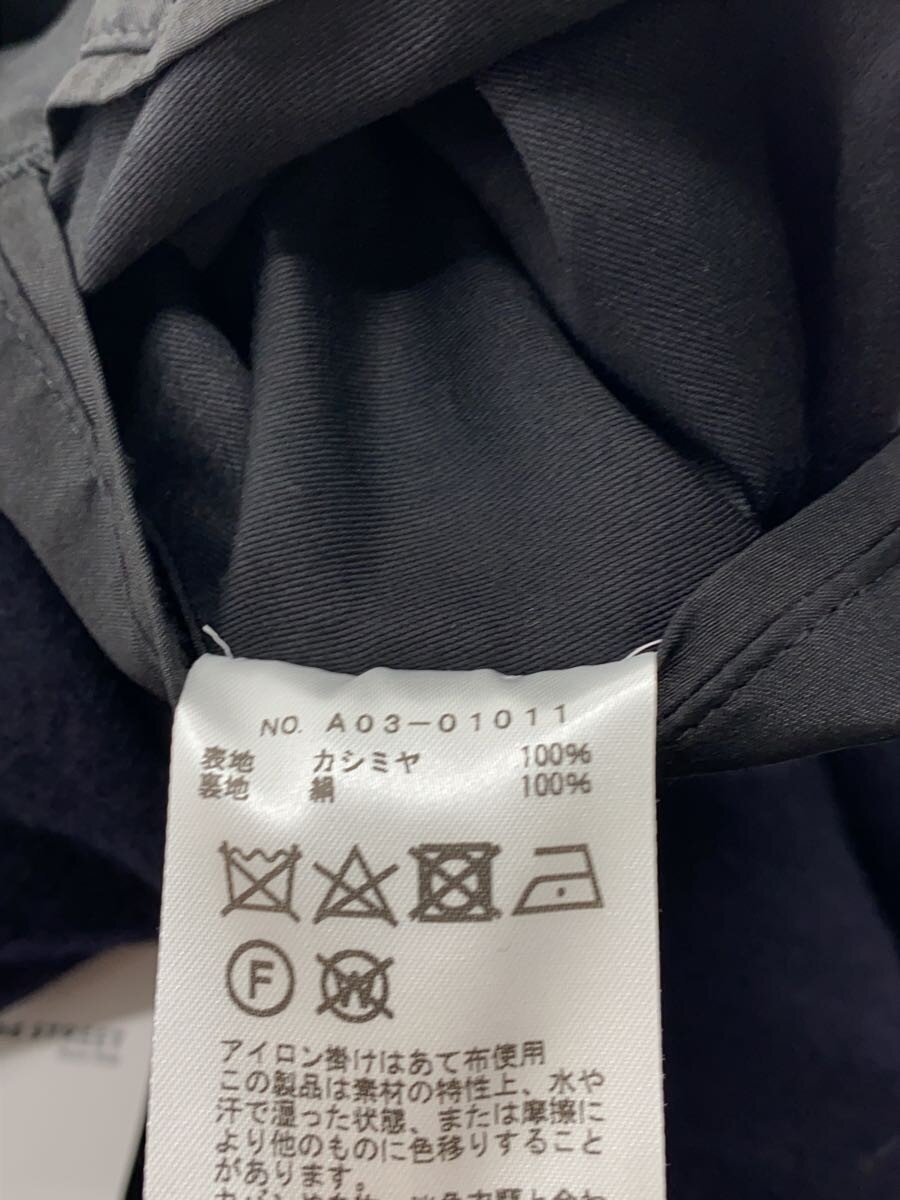 NO. A03-01011
表地 カシミヤ 100%
裏地 絹 100%
F
W
アイロン掛けはあて布使用
この製品は素材の特性上、水や
汗で湿った状態、または摩擦に
より他のものに色移りすること
があります。